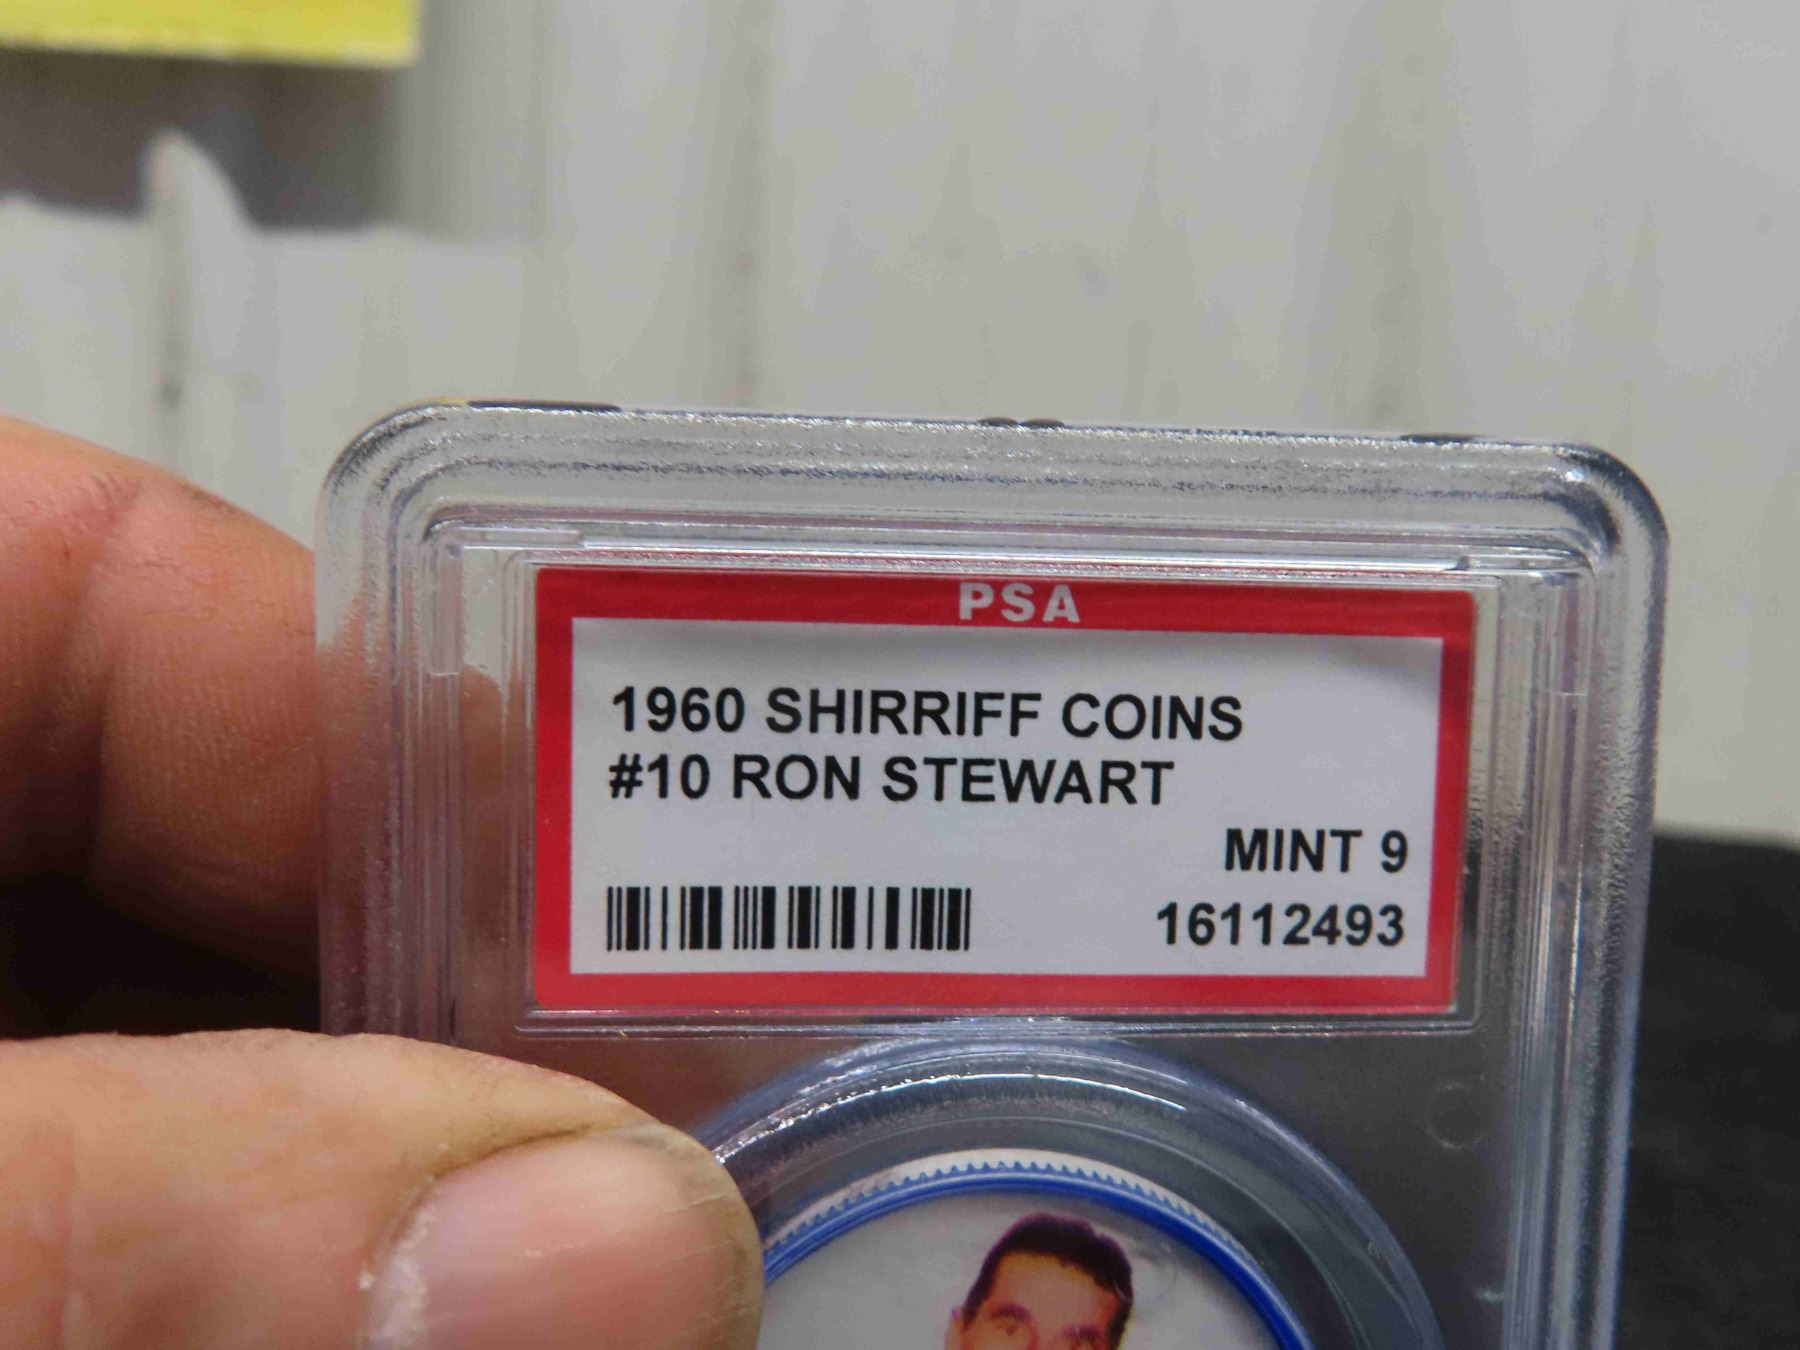 PSA
1960 SHIRRIFF COINS
#10 RON STEWART
MINT 9
16112493